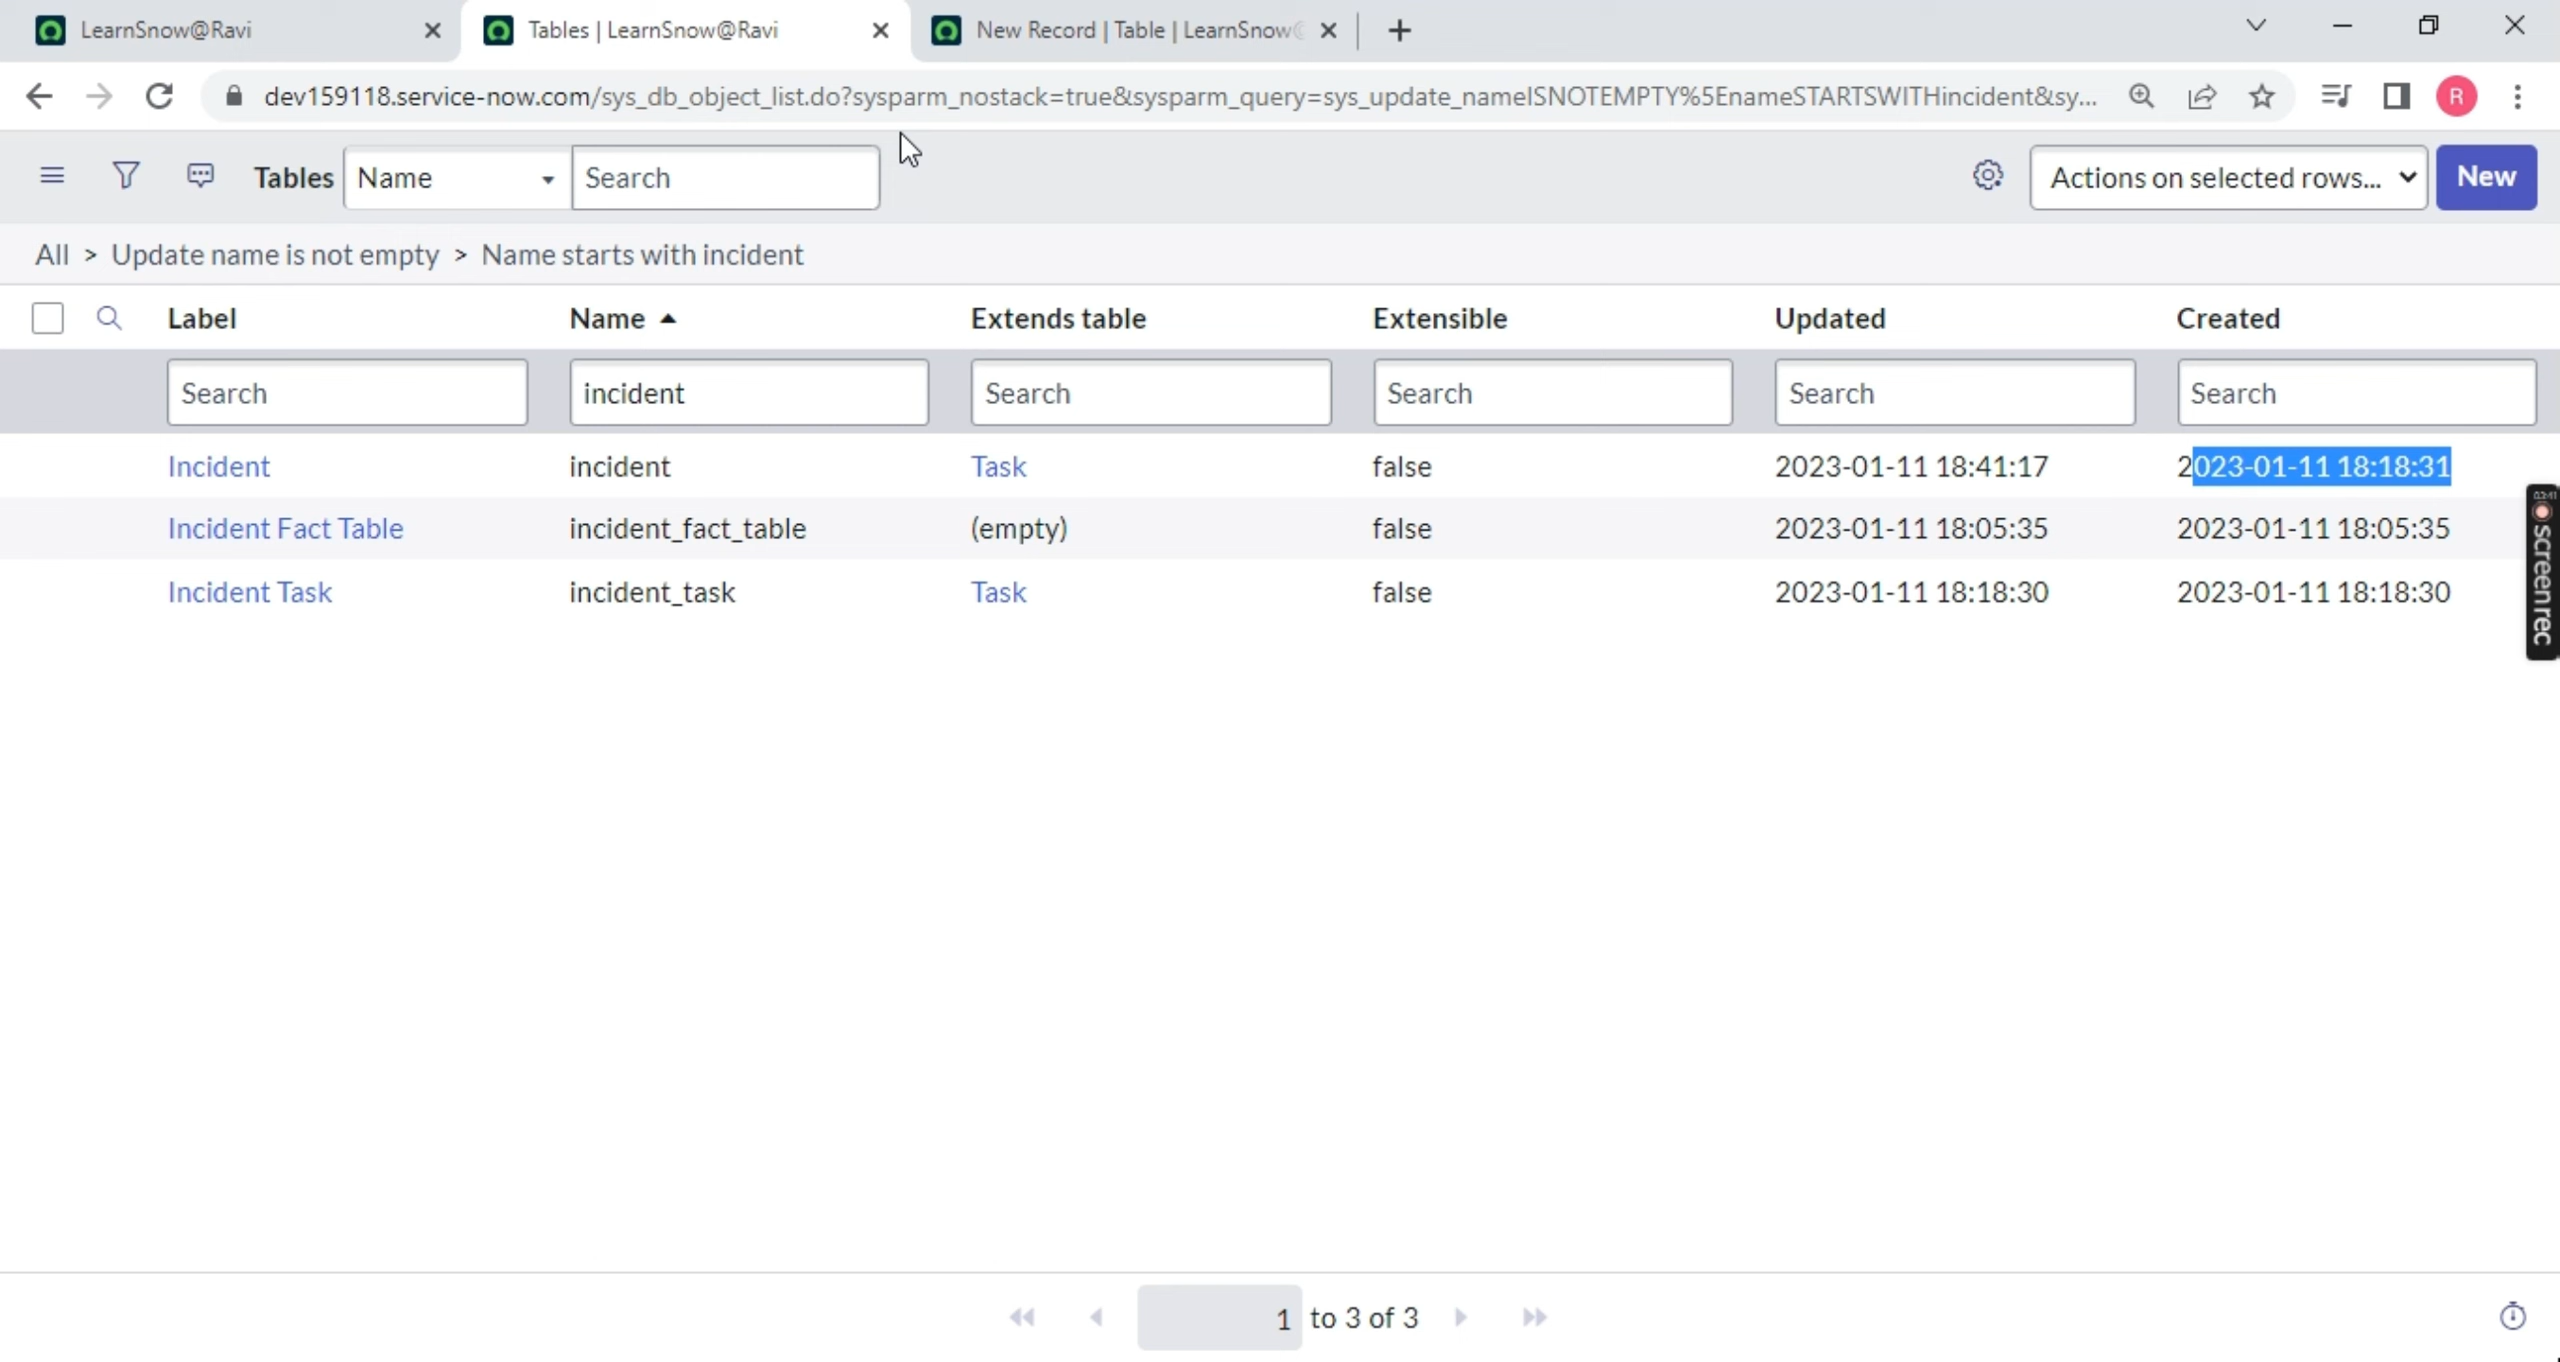 LearnSnow@Ravi
Tables | LearnSnow@Ravi
New Record | Table | LearnSnow@
dev159118.service-now.com/sys_db_object_list.do?sysparm_nostack=true&sysparm_query=sys_update_nameISNOTEMPTY%5EnameSTARTSWITHincident&sy...
R
Tables Name Search Actions on selected rows... New
All > Update name is not empty > Name starts with incident
Label Name Extends table Extensible Updated Created
Search incident Search Search Search Search
Incident incident Task false 2023-01-11 18:41:17 2023-01-11 18:18:31
Incident Fact Table incident_fact_table (empty) false 2023-01-11 18:05:35 2023-01-11 18:05:35
Incident Task incident_task Task false 2023-01-11 18:18:30 2023-01-11 18:18:30
screenrec
1 to 3 of 3